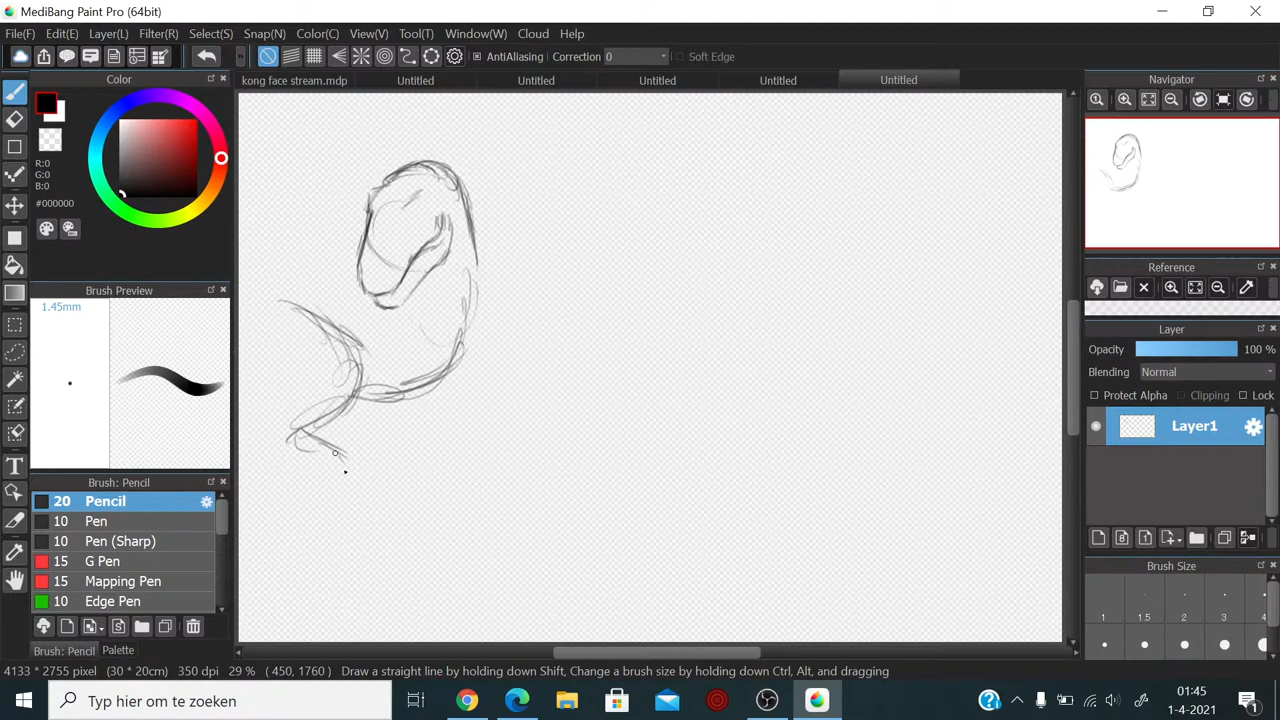 MediBang Paint Pro (64bit)
File(F) Edit(E) Layer(L) Filter(R) Select(S) Snap(N) Color(C) View(V) Tool(T) Window(W) Cloud Help
AntiAliasing Correction 0 Soft Edge
Color
kong face stream.mdp Untitled Untitled Untitled Untitled Untitled
Navigator
R:0
G:0
B:0
#000000
Brush Preview
1.45mm
Reference
Layer
Opacity 100 %
Blending Normal
Protect Alpha Clipping Lock
Layer1
Brush: Pencil
20 Pencil
10 Pen
10 Pen (Sharp)
15 G Pen
15 Mapping Pen
10 Edge Pen
Brush Size
1 1.5 2 3 4
Brush: Pencil Palette
4133 * 2755 pixel (30 * 20cm) 350 dpi 29 % ( 450, 1760 ) Draw a straight line by holding down Shift, Change a brush size by holding down Ctrl, Alt, and dragging
Typ hier om te zoeken
01:45
1-4-2021
1